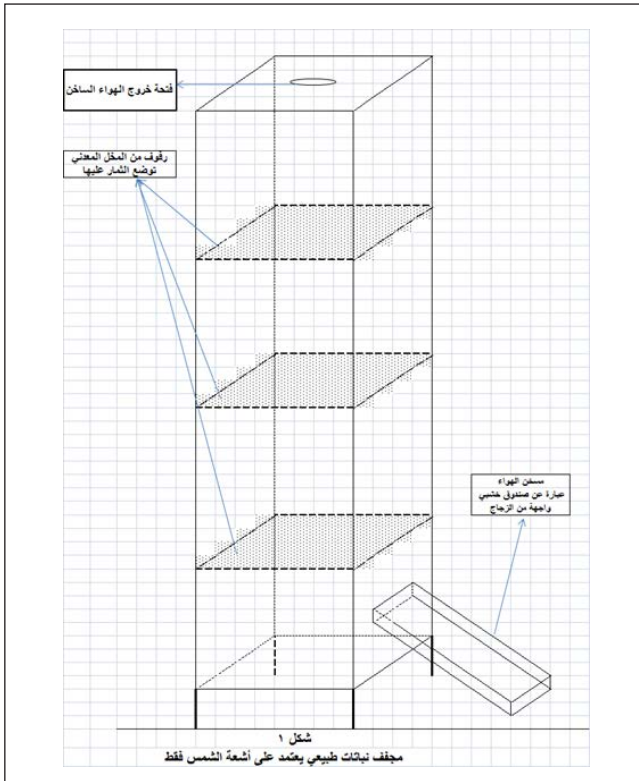 فتحة خروج الهواء الساخن
رفوف من المخل المعدني
توضع الثمار عليها
مسخن الهواء
عبارة عن صندوق خشبي
واجهة من الزجاج
شكل ١
مجفف نباتات طبيعي يعتمد على أشعة الشمس فقط